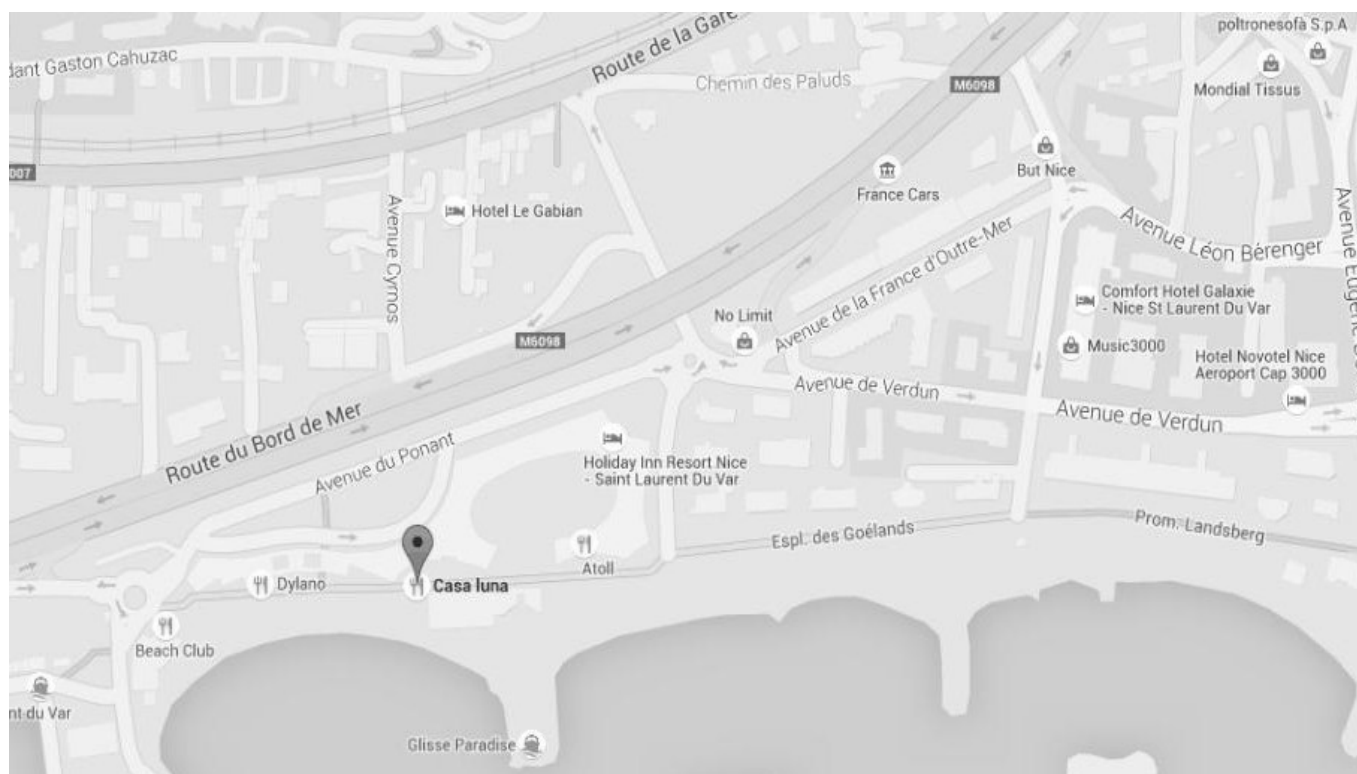 poltronesofà S.p.A
Mondial Tissus
dant Gaston Cahuzac
Route de la Gare
Chemin des Paluds
M6098
But Nice
007
France Cars
Hotel Le Gabian
Avenue Cyrnos
Avenue Léon Bérenger
Avenue Eugène
Avenue de la France d'Outre-Mer
Comfort Hotel Galaxie
- Nice St Laurent Du Var
No Limit
M6098
Music3000
Hotel Novotel Nice
Aeroport Cap 3000
Avenue de Verdun
Avenue de Verdun
Route du Bord de Mer
Avenue du Ponant
Holiday Inn Resort Nice
- Saint Laurent Du Var
Espl. des Goélands
Prom. Landsberg
Atoll
Dylano
Casa luna
Beach Club
nt du Var
Glisse Paradise